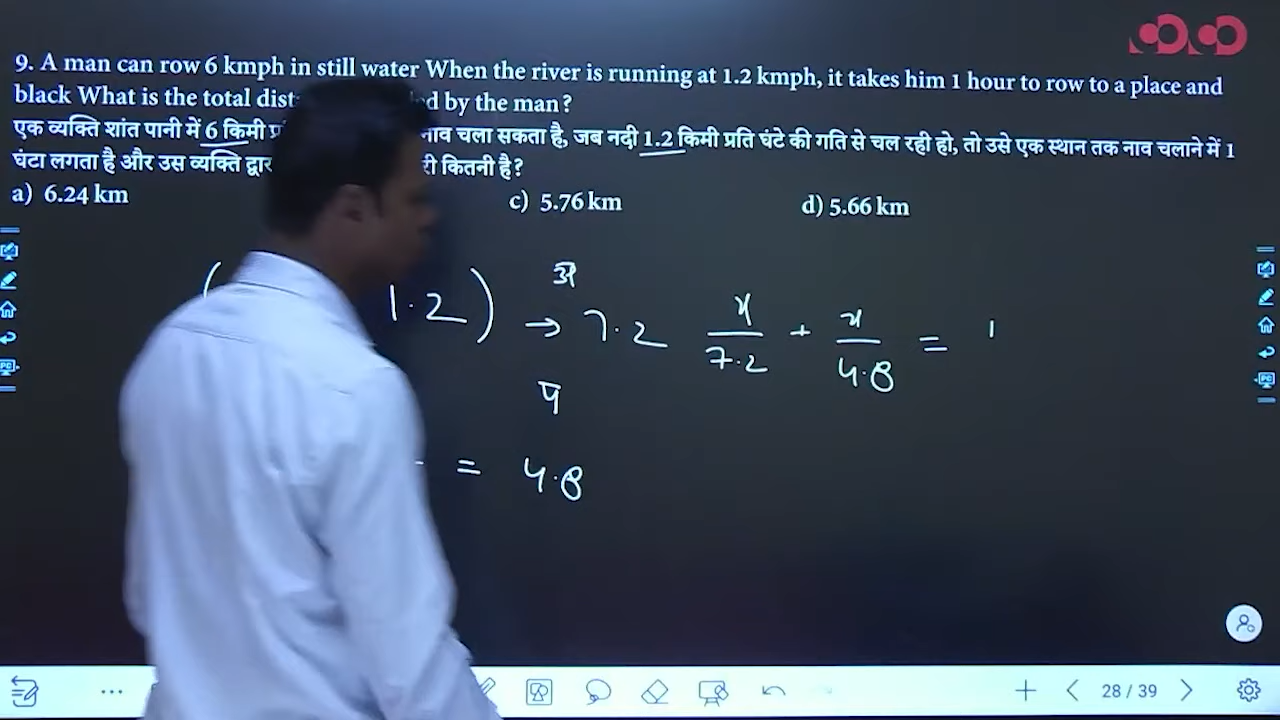 9. A man can row 6 kmph in still water When the river is running at 1.2 kmph, it takes him 1 hour to row to a place and
black What is the total by the man?
एक व्यक्ति शांत पानी में 6 किमी नाव चला सकता है, जब नदी 1.2 किमी प्रति घंटे की गति से चल रही हो, तो उसे एक स्थान तक नाव चलाने में 1
घंटा लगता है और उस व्यक्ति कितनी है?
a) 6.24 km c) 5.76 km d) 5.66 km
अ
( 1.2) → 7.2 x/7.2 + x/4.8 = 1
प
= 4.8
28 / 39